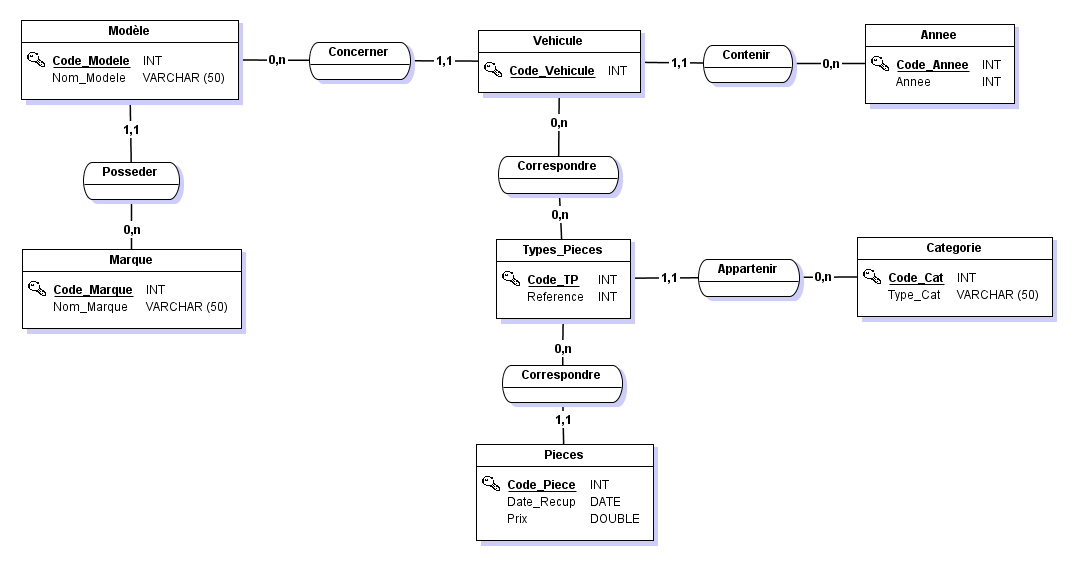 Modèle
Code_Modele INT
Nom_Modele VARCHAR (50)
0,n
Concerner
1,1
Vehicule
Code_Vehicule INT
1,1
Contenir
0,n
Annee
Code_Annee INT
Annee INT
1,1
Posseder
0,n
Marque
Code_Marque INT
Nom_Marque VARCHAR (50)
0,n
Correspondre
0,n
Types_Pieces
Code_TP INT
Reference INT
1,1
Appartenir
0,n
Categorie
Code_Cat INT
Type_Cat VARCHAR (50)
0,n
Correspondre
1,1
Pieces
Code_Piece INT
Date_Recup DATE
Prix DOUBLE